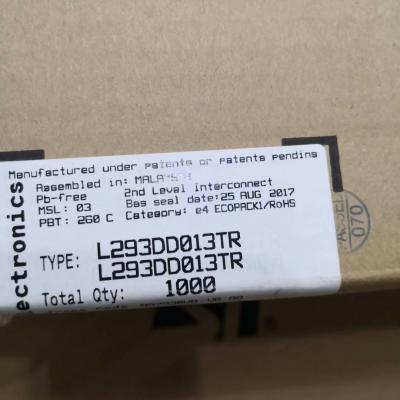 Manufactured under patents or patents pending
Assembled in: MALAYSIA
Pb-free 2nd Level Interconnect
MSL: 03 Bag seal date: 25 AUG 2017
PBT: 260 C Category: e4 ECOPACK1/RoHS
TYPE: L293DD013TR
L293DD013TR
Total Qty: 1000
ectronics
070